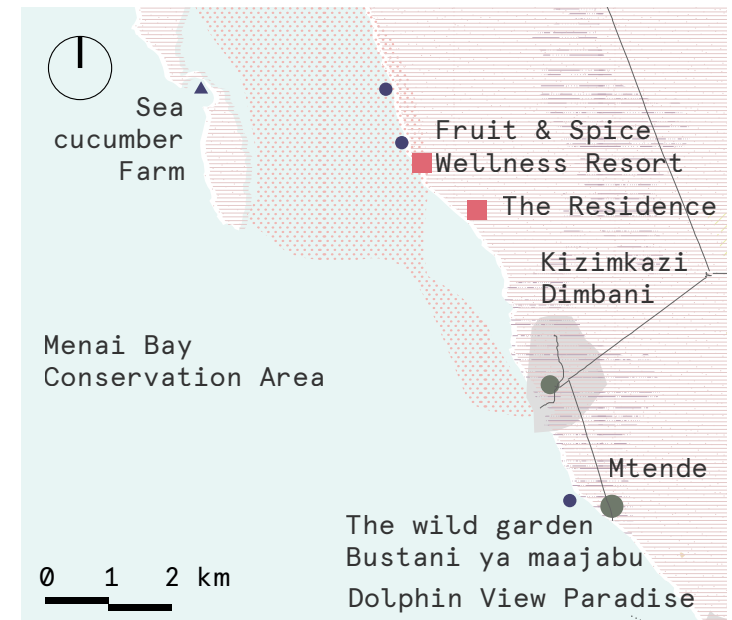 Sea
cucumber
Farm
Fruit & Spice
Wellness Resort
The Residence
Kizimkazi
Dimbani
Menai Bay
Conservation Area
Mtende
The wild garden
Bustani ya maajabu
Dolphin View Paradise
0 1 2 km